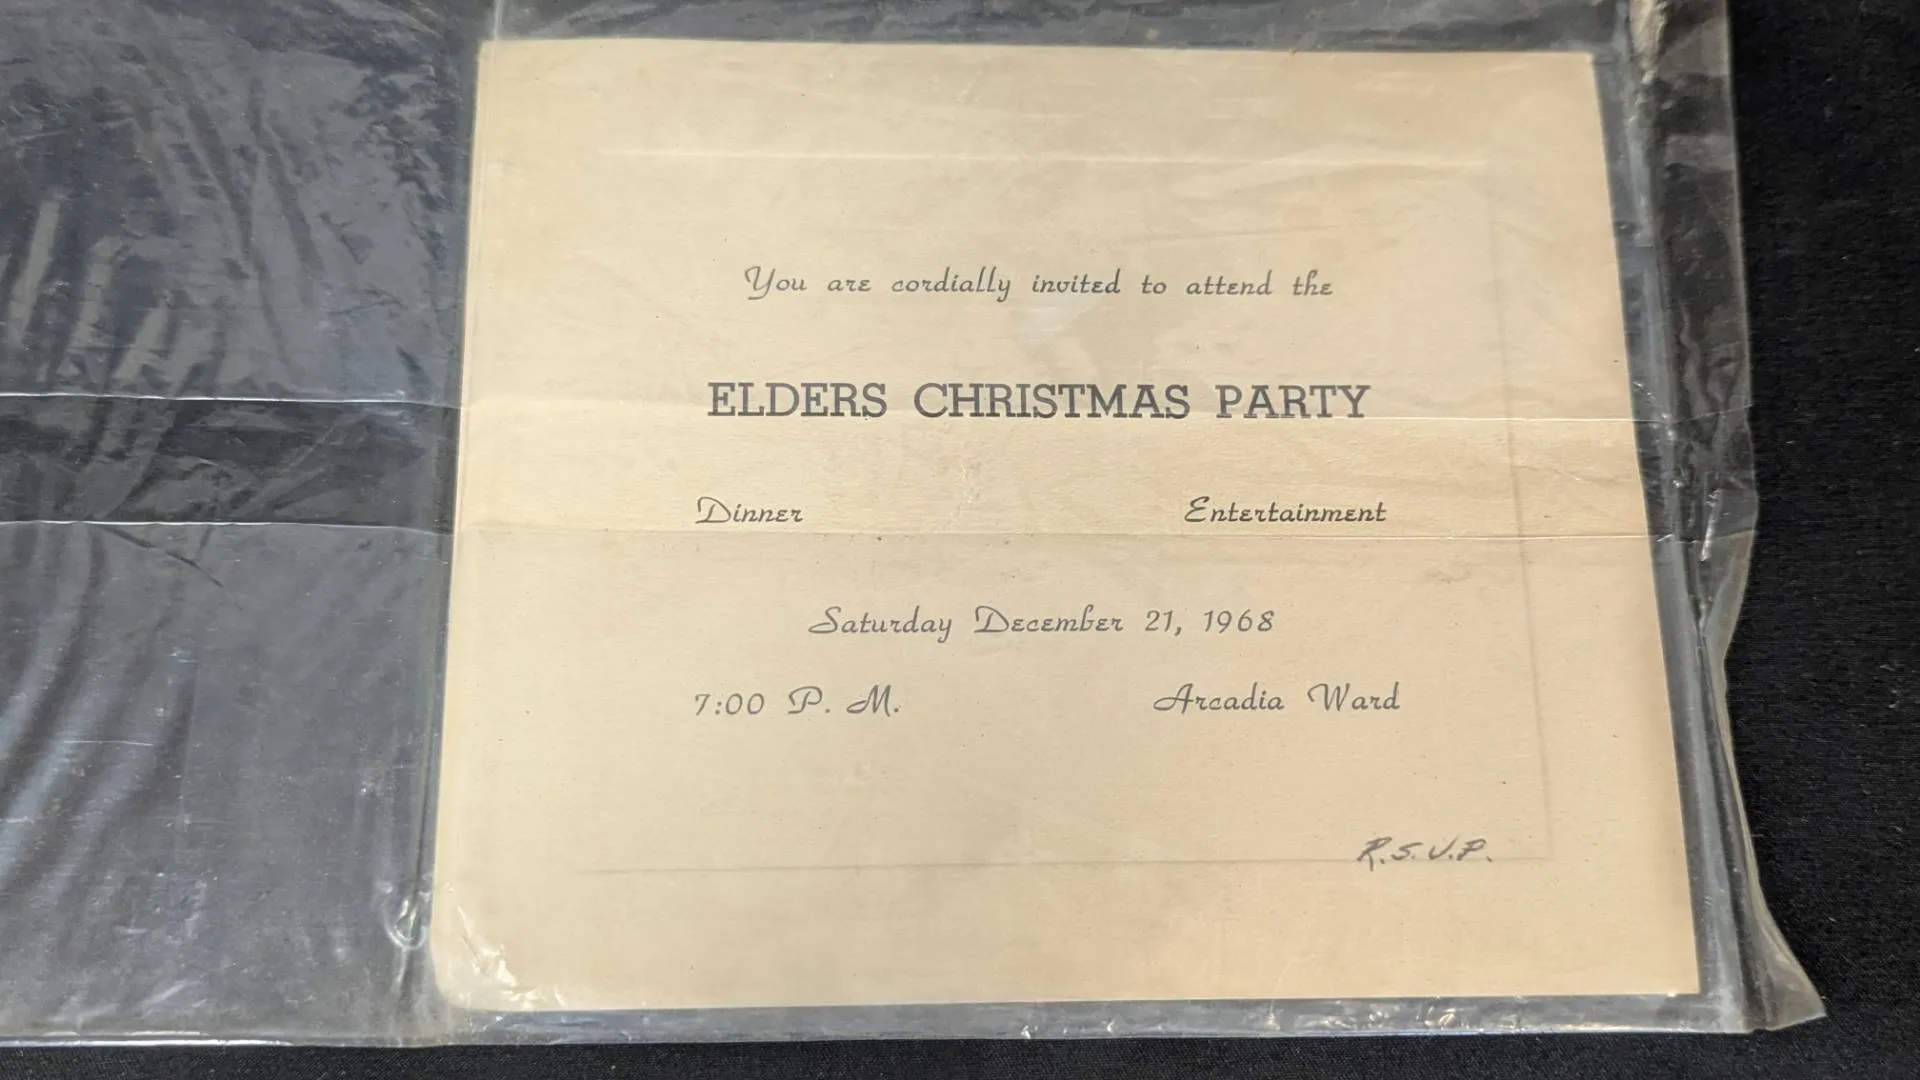 You are cordially invited to attend the
ELDERS CHRISTMAS PARTY
Dinner Entertainment
Saturday December 21, 1968
7:00 P. M. Arcadia Ward
R.S.V.P.